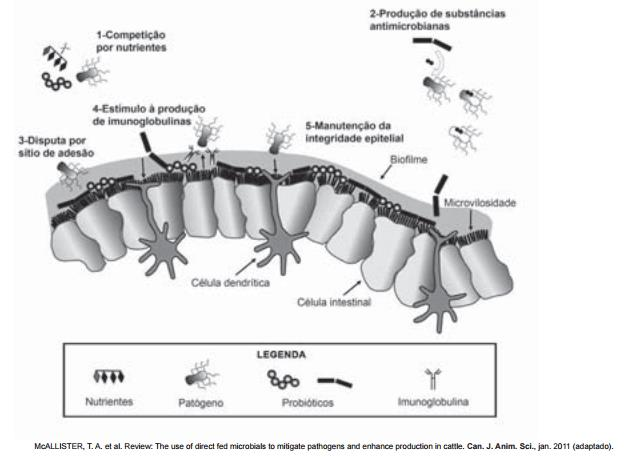 1-Competição
por nutrientes
2-Produção de substâncias
antimicrobianas
4-Estímulo à produção
de imunoglobulinas
3-Disputa por
sítio de adesão
5-Manutenção da
integridade epitelial
Biofilme
Microvilosidade
Célula dendrítica
Célula intestinal
LEGENDA
Nutrientes
Patógeno
Probióticos
Imunoglobulina
McALLISTER, T. A. et al. Review: The use of direct fed microbials to mitigate pathogens and enhance production in cattle. Can. J. Anim. Sci., jan. 2011 (adaptado).